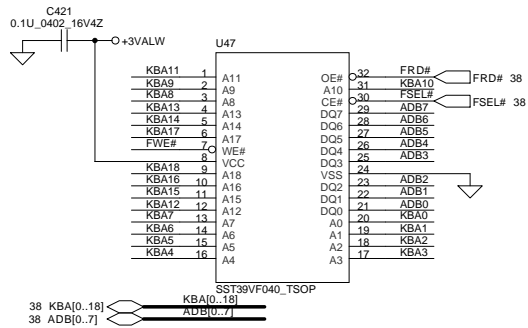 C421
0.1U_0402_16V4Z
+3VALW
U47
KBA11 1 A11 OE# 32 FRD# FRD# 38
KBA9 2 A9 A10 31 KBA10
KBA8 3 A8 CE# 30 FSEL# FSEL# 38
KBA13 4 A13 DQ7 29 ADB7
KBA14 5 A14 DQ6 28 ADB6
KBA17 6 A17 DQ5 27 ADB5
FWE# 7 WE# DQ4 26 ADB4
8 VCC DQ3 25 ADB3
KBA18 9 A18 VSS 24
KBA16 10 A16 DQ2 23 ADB2
KBA15 11 A15 DQ1 22 ADB1
KBA12 12 A12 DQ0 21 ADB0
KBA7 13 A7 A0 20 KBA0
KBA6 14 A6 A1 19 KBA1
KBA5 15 A5 A2 18 KBA2
KBA4 16 A4 A3 17 KBA3
SST39VF040_TSOP
38 KBA[0..18] KBA[0..18]
38 ADB[0..7] ADB[0..7]